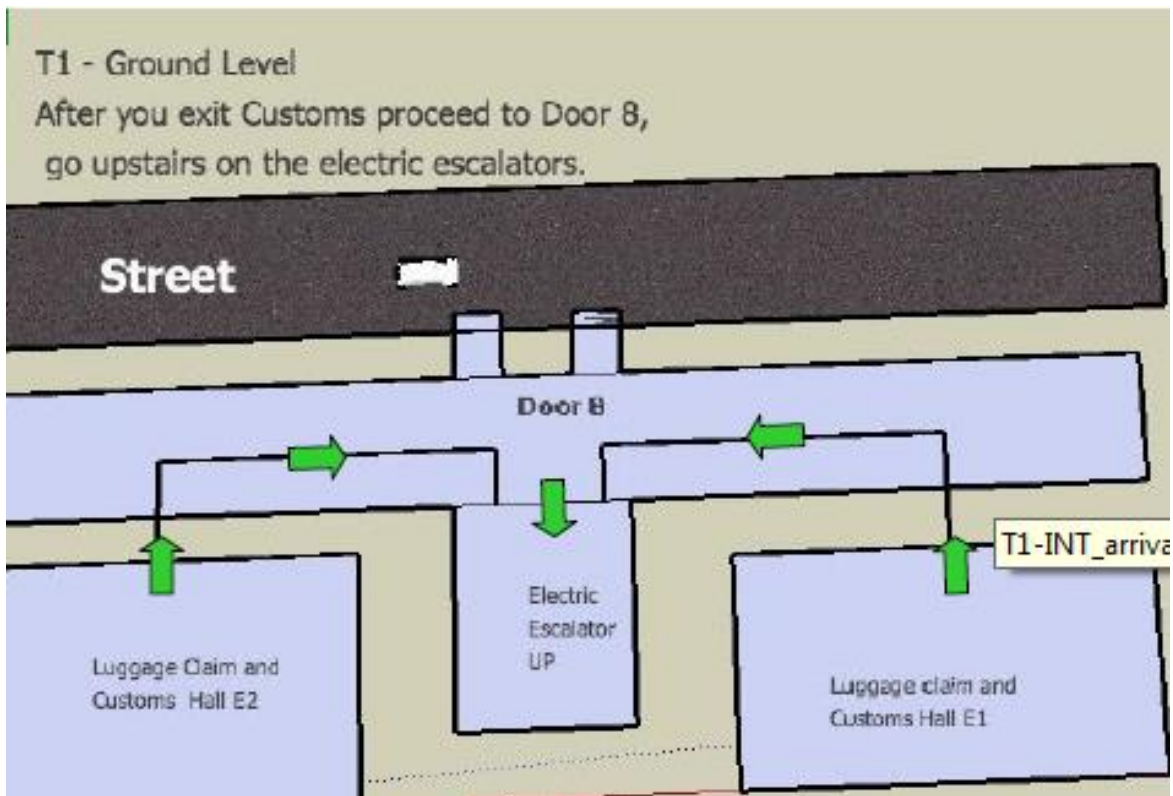 T1 - Ground Level
After you exit Customs proceed to Door 8,
go upstairs on the electric escalators.
Street
Door 8
T1-INT_arriva
Electric
Escalator
UP
Luggage Claim and
Customs Hall E2
Luggage claim and
Customs Hall E1